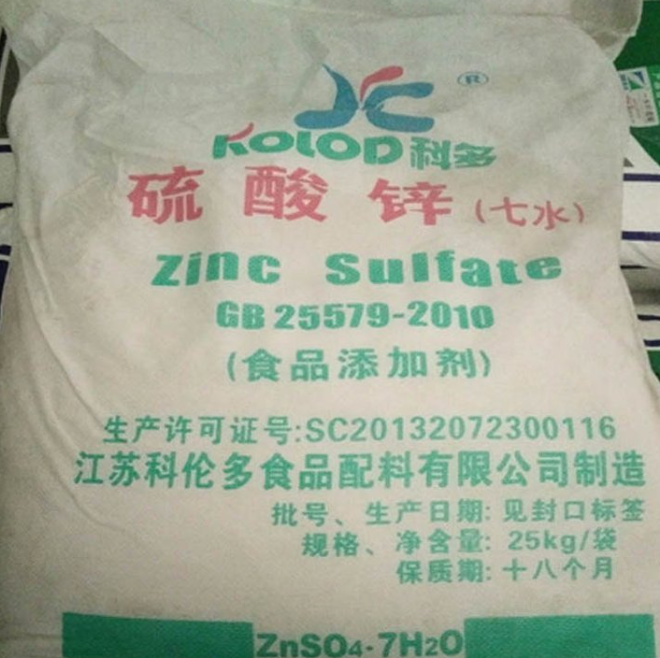 ®
KOLOD科多
硫酸锌(七水)
Zinc Sulfate
GB 25579-2010
(食品添加剂)
生产许可证号:SC20132072300116
江苏科伦多食品配料有限公司制造
批号、生产日期: 见封口标签
规格、净含量: 25kg/袋
保质期: 十八个月
ZnSO4·7H2O